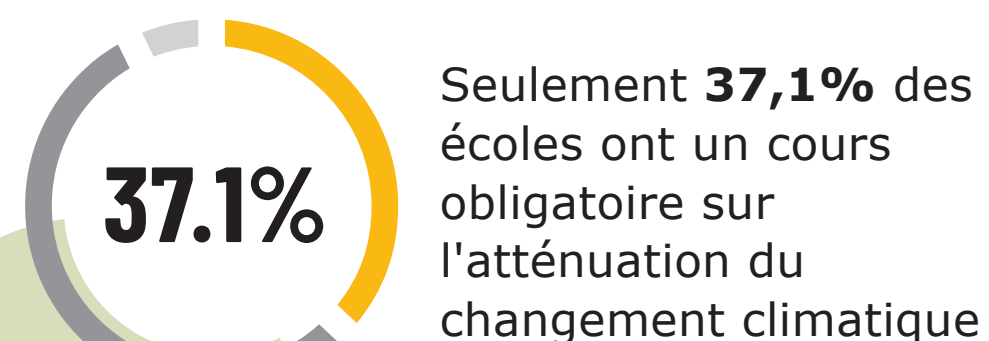 37.1%
Seulement 37,1% des
écoles ont un cours
obligatoire sur
l'atténuation du
changement climatique